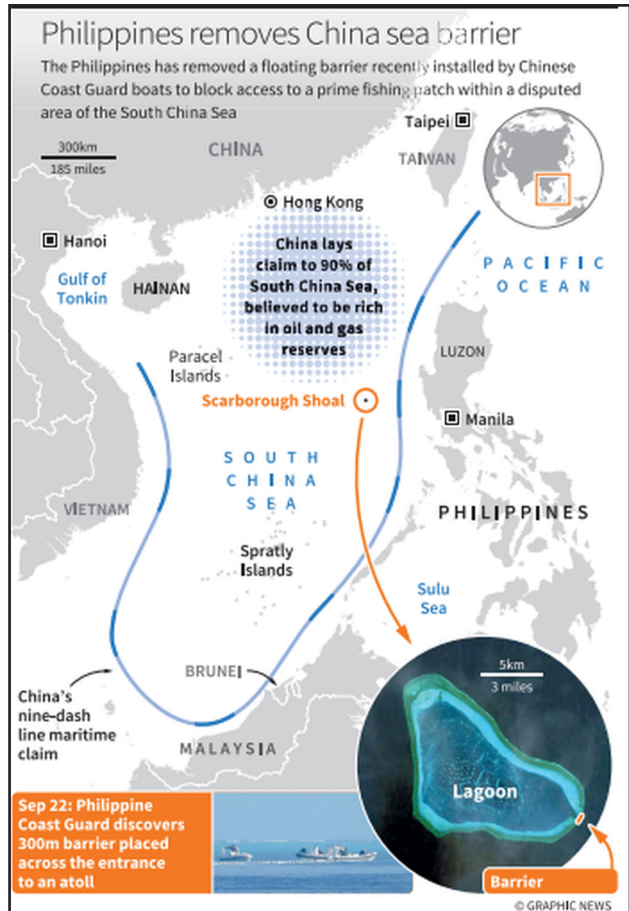 Philippines removes China sea barrier
The Philippines has removed a floating barrier recently installed by Chinese
Coast Guard boats to block access to a prime fishing patch within a disputed
area of the South China Sea
Taipei
300km
185 miles
CHINA
TAIWAN
Hong Kong
Hanoi
China lays
claim to 90% of
South China Sea,
believed to be rich
in oil and gas
reserves
PACIFIC
OCEAN
Gulf of
Tonkin
HAINAN
LUZON
Paracel
Islands
Scarborough Shoal
Manila
SOUTH
CHINA
SEA
VIETNAM
PHILIPPINES
Spratly
Islands
Sulu
Sea
BRUNEI
5km
3 miles
China's
nine-dash
line maritime
claim
MALAYSIA
Lagoon
Sep 22: Philippine
Coast Guard discovers
300m barrier placed
across the entrance
to an atoll
Barrier
© GRAPHIC NEWS